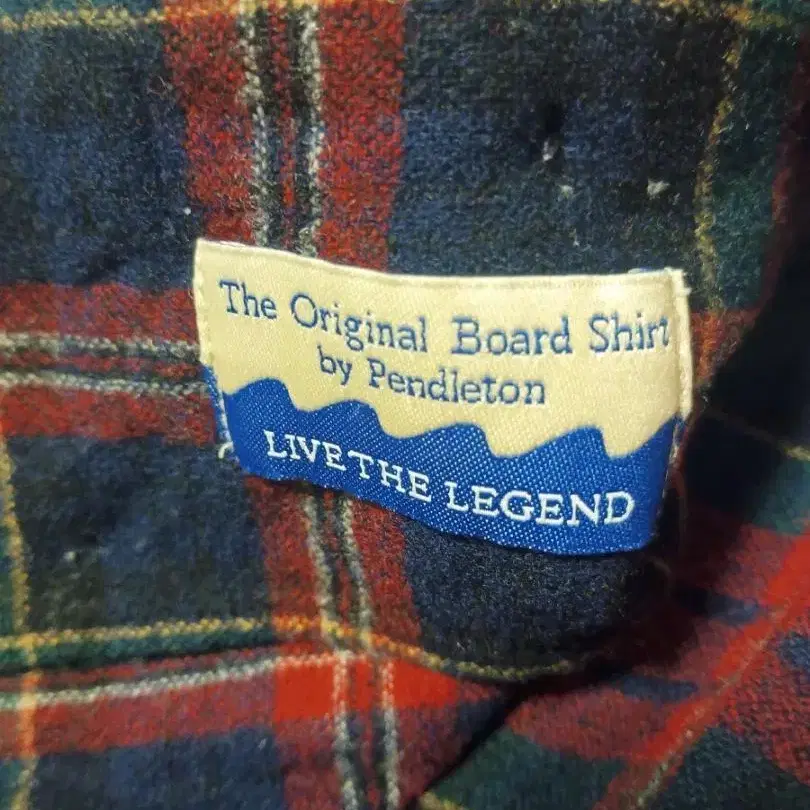 The Original Board Shirt
by Pendleton
LIVE THE LEGEND